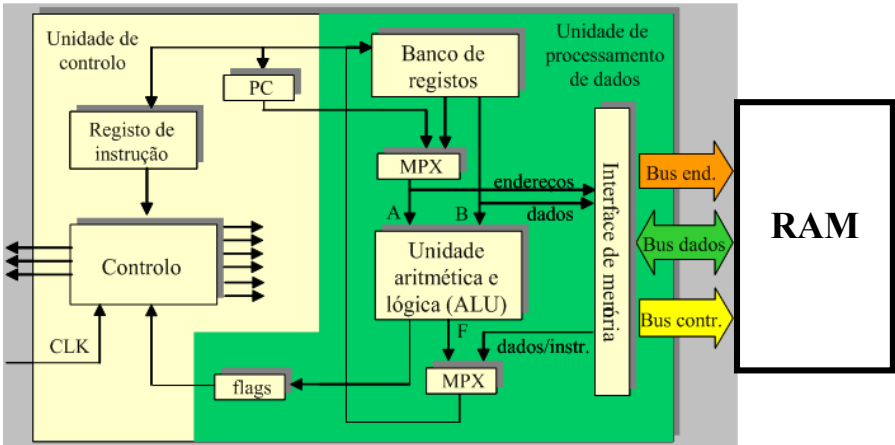 Unidade de
controlo
PC
Registo de
instrução
Controlo
CLK
Unidade de
processamento
de dados
Banco de
registos
MPX
enderecos
dados
A
B
Unidade
aritmética e
lógica (ALU)
F
dados/instr.
MPX
flags
Interface de memória
Bus end.
Bus dados
Bus contr.
RAM